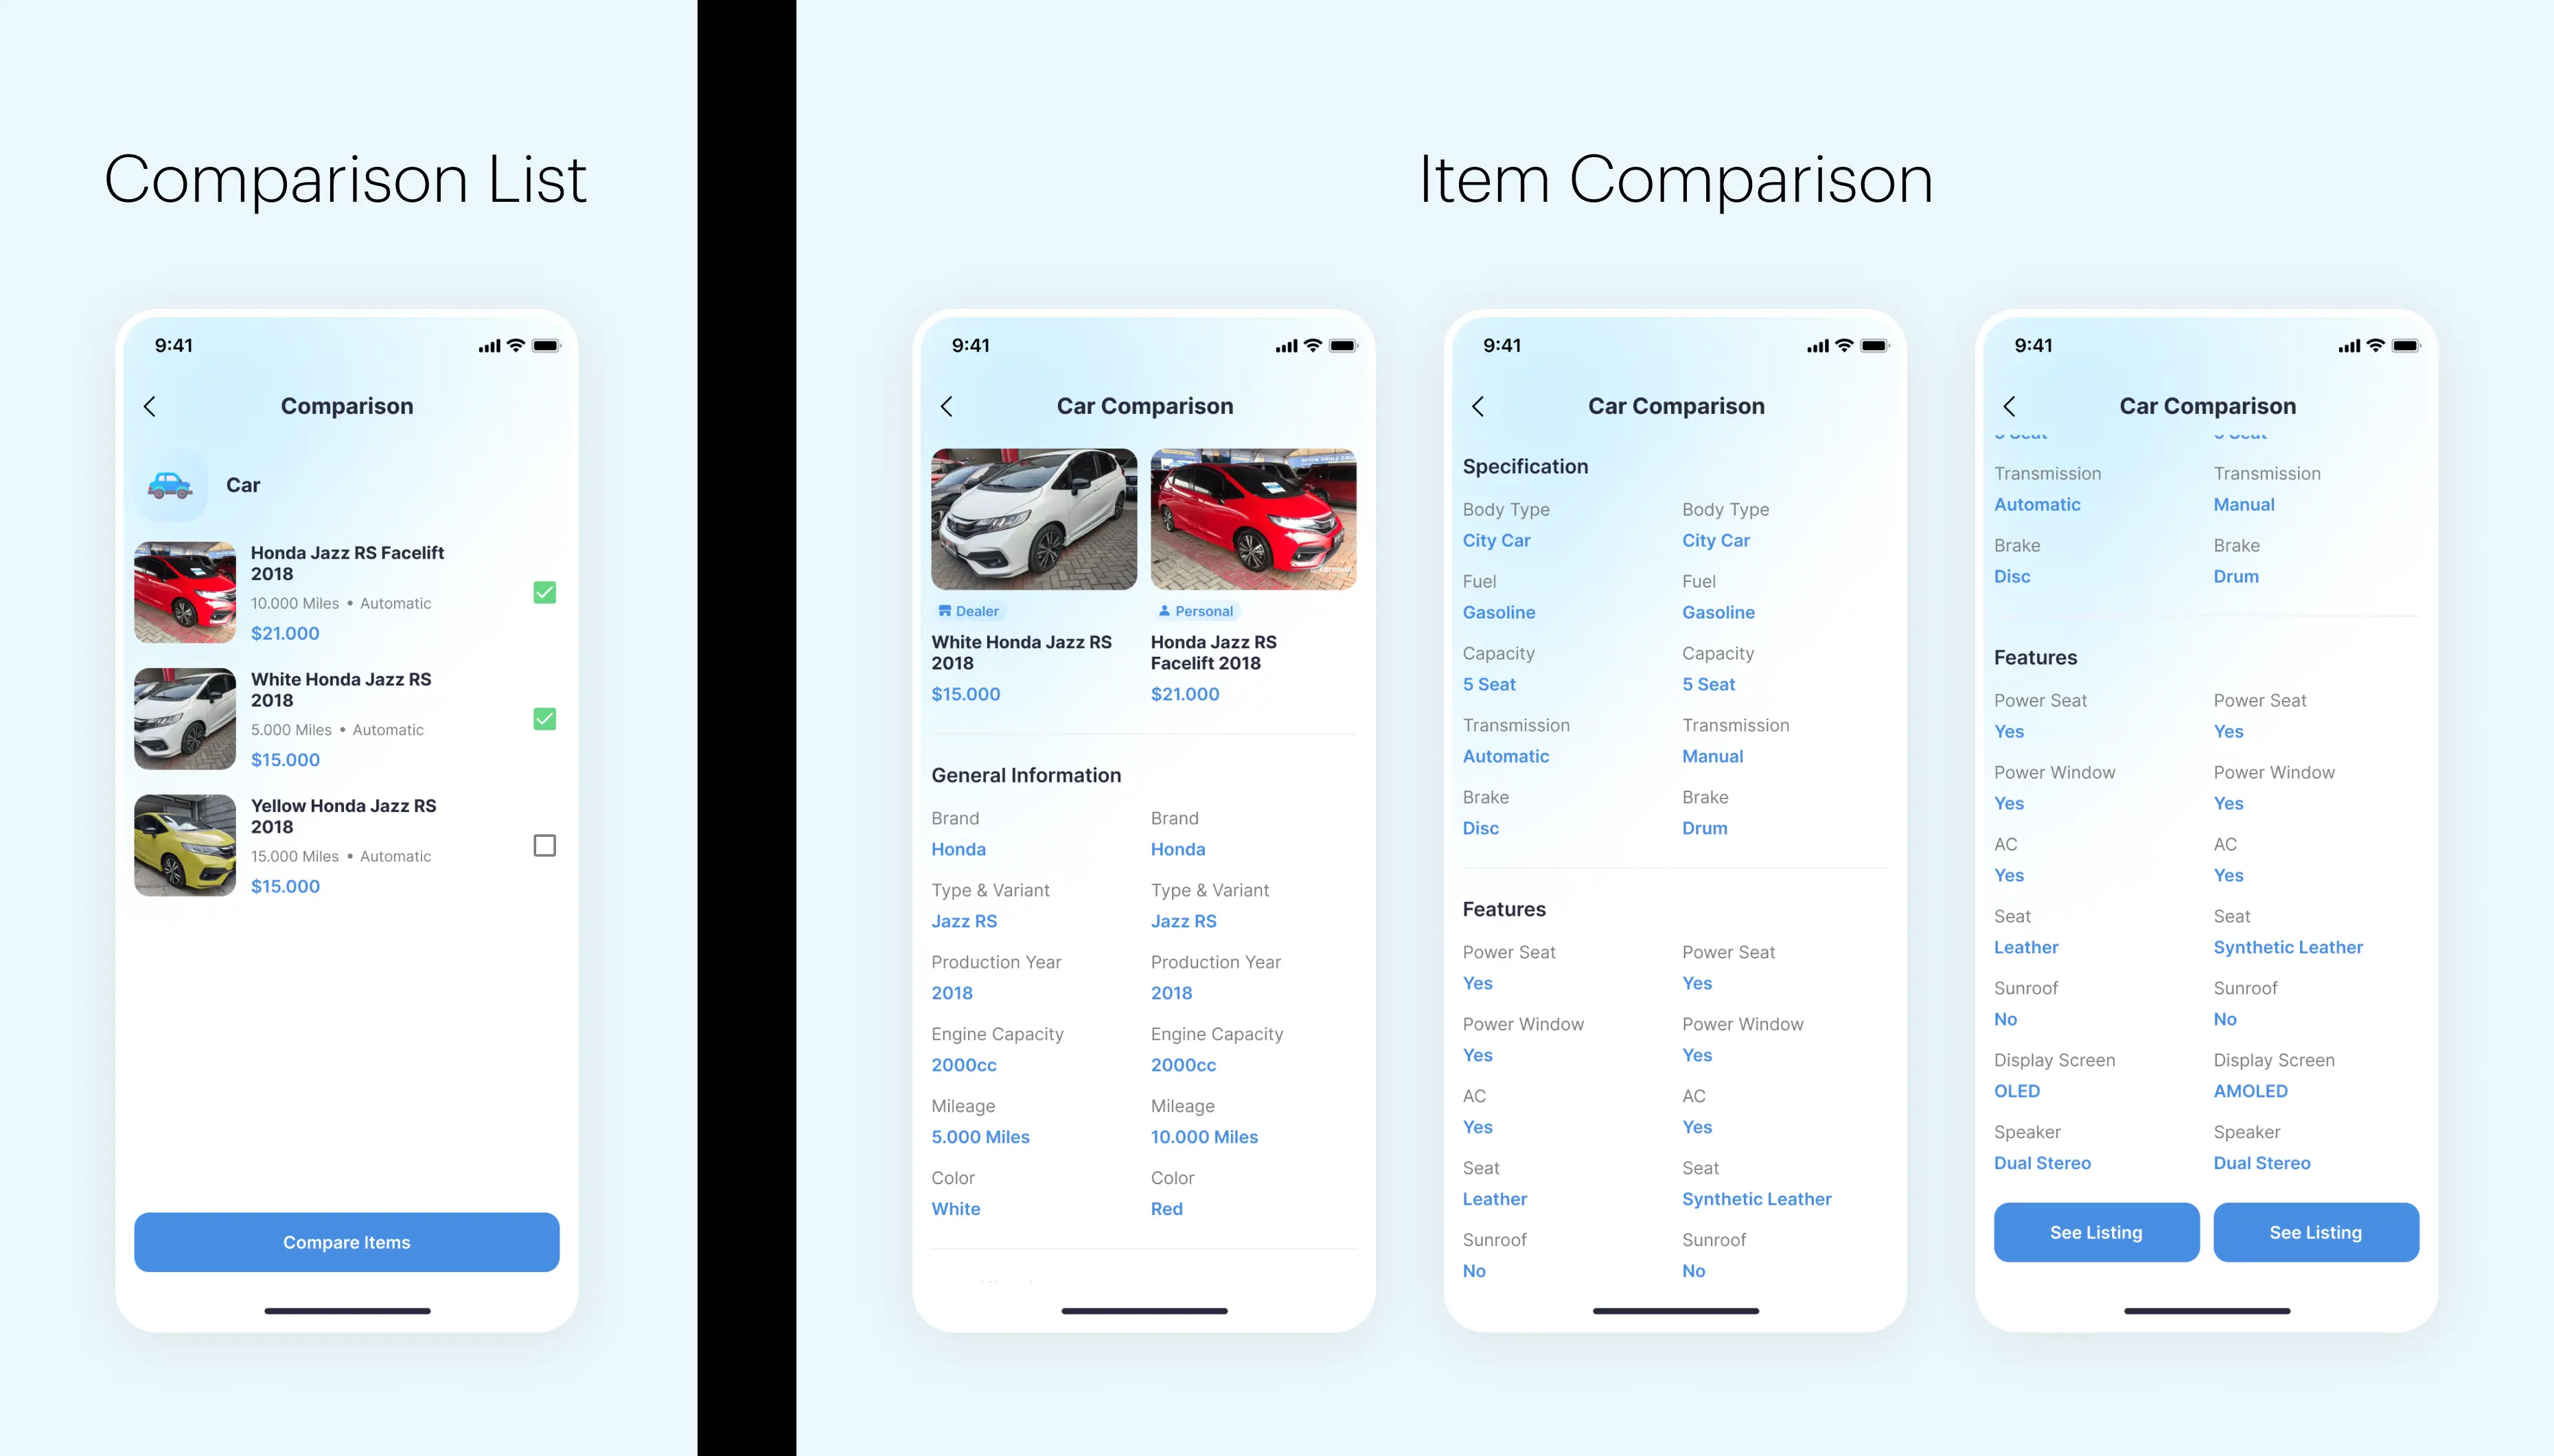 Comparison List
9:41
Comparison
Car
Honda Jazz RS Facelift
2018
10.000 Miles • Automatic
$21.000
White Honda Jazz RS
2018
5.000 Miles • Automatic
$15.000
Yellow Honda Jazz RS
2018
15.000 Miles • Automatic
$15.000
Compare Items
Item Comparison
9:41
Car Comparison
Dealer
Personal
White Honda Jazz RS
2018
Honda Jazz RS
Facelift 2018
$15.000
$21.000
General Information
Brand
Brand
Honda
Honda
Type & Variant
Type & Variant
Jazz RS
Jazz RS
Production Year
Production Year
2018
2018
Engine Capacity
Engine Capacity
2000cc
2000cc
Mileage
Mileage
5.000 Miles
10.000 Miles
Color
Color
White
Red
9:41
Car Comparison
Specification
Body Type
Body Type
City Car
City Car
Fuel
Fuel
Gasoline
Gasoline
Capacity
Capacity
5 Seat
5 Seat
Transmission
Transmission
Automatic
Manual
Brake
Brake
Disc
Drum
Features
Power Seat
Power Seat
Yes
Yes
Power Window
Power Window
Yes
Yes
AC
AC
Yes
Yes
Seat
Seat
Leather
Synthetic Leather
Sunroof
Sunroof
No
No
9:41
Car Comparison
5 Seat
5 Seat
Transmission
Transmission
Automatic
Manual
Brake
Brake
Disc
Drum
Features
Power Seat
Power Seat
Yes
Yes
Power Window
Power Window
Yes
Yes
AC
AC
Yes
Yes
Seat
Seat
Leather
Synthetic Leather
Sunroof
Sunroof
No
No
Display Screen
Display Screen
OLED
AMOLED
Speaker
Speaker
Dual Stereo
Dual Stereo
See Listing
See Listing